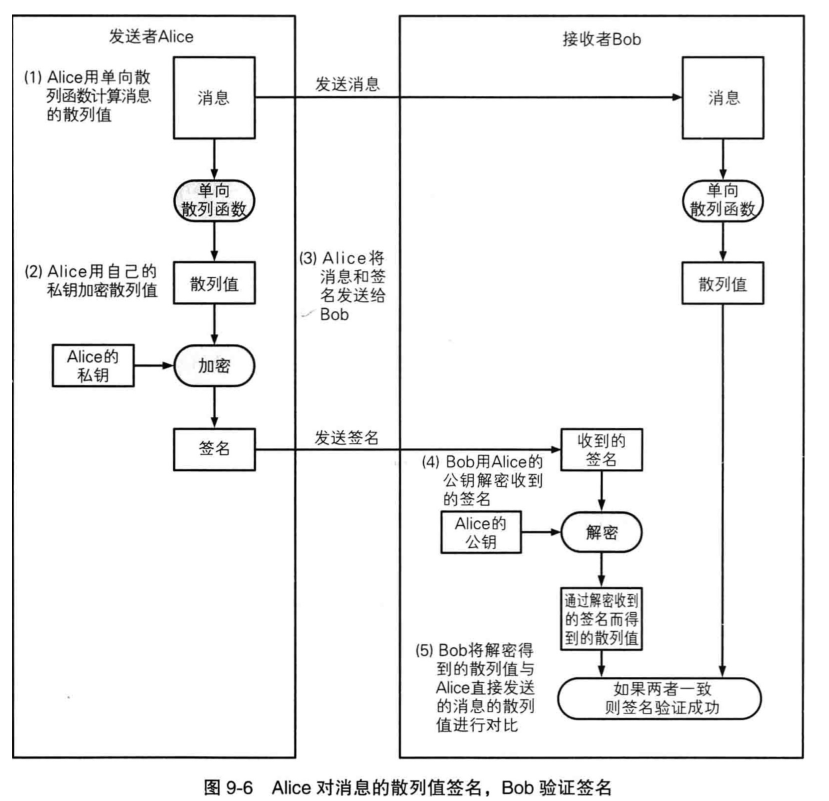 发送者Alice
接收者Bob
(1) Alice用单向散
列函数计算消息
的散列值
消息
发送消息
消息
单向
散列函数
单向
散列函数
(2) Alice用自己的
私钥加密散列值
散列值
(3) Alice将
消息和签
名发送给
Bob
散列值
Alice的
私钥
加密
签名
发送签名
收到的
签名
(4) Bob用Alice的
公钥解密收到
的签名
Alice的
公钥
解密
通过解密收到
的签名而得
到的散列值
(5) Bob将解密得
到的散列值与
Alice直接发送
的消息的散列
值进行对比
如果两者一致
则签名验证成功
图 9-6 Alice 对消息的散列值签名，Bob 验证签名